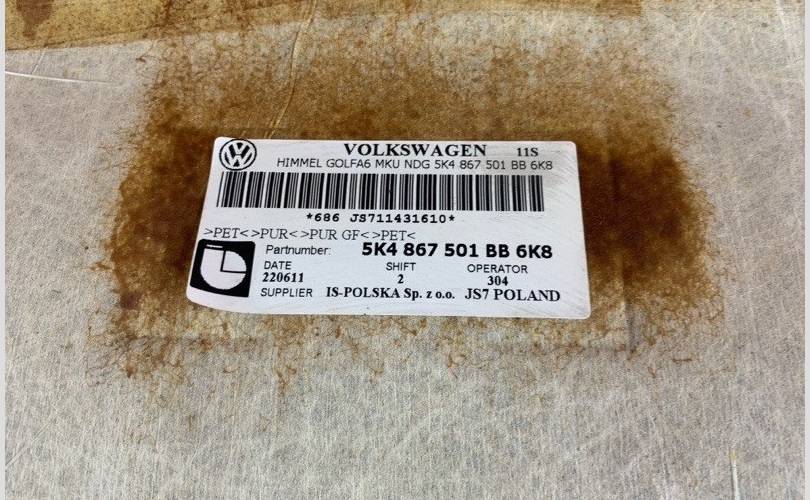 VOLKSWAGEN 11S
HIMMEL GOLFA6 MKU NDG 5K4 867 501 BB 6K8
*686 JS711431610*
>PET<>PUR<>PUR GF<>PET<
Partnumber: 5K4 867 501 BB 6K8
DATE SHIFT OPERATOR
220611 2 304
SUPPLIER IS-POLSKA Sp. z o.o. JS7 POLAND